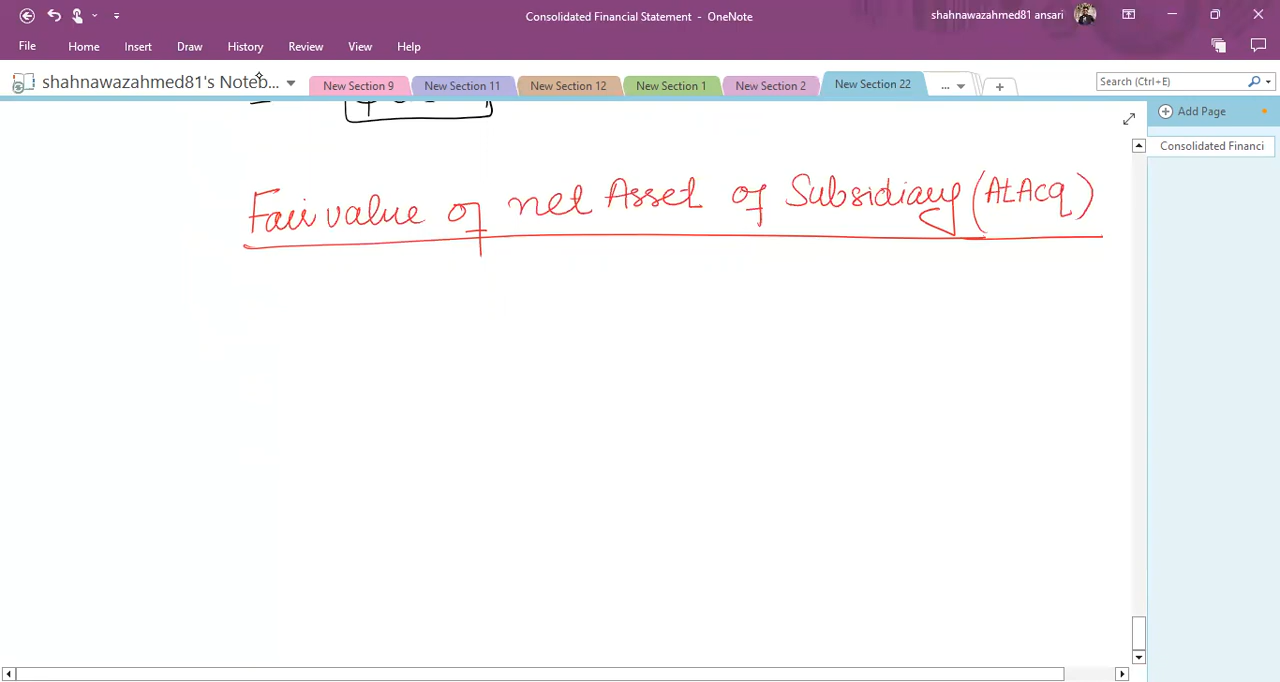 Consolidated Financial Statement - OneNote
shahnawazahmed81 ansari
File Home Insert Draw History Review View Help
shahnawazahmed81's Noteb...
New Section 9 New Section 11 New Section 12 New Section 1 New Section 2 New Section 22 ...
Search (Ctrl+E)
Add Page
Consolidated Financi
Fair value of net Asset of Subsidiary (At Acq)